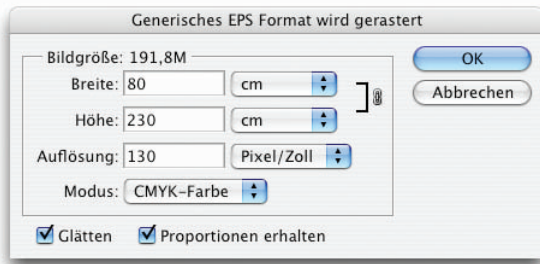 Generisches EPS Format wird gerastert
Bildgröße: 191,8M
OK
Breite: 80 cm
Abbrechen
Höhe: 230 cm
Auflösung: 130 Pixel/Zoll
Modus: CMYK-Farbe
Glätten Proportionen erhalten